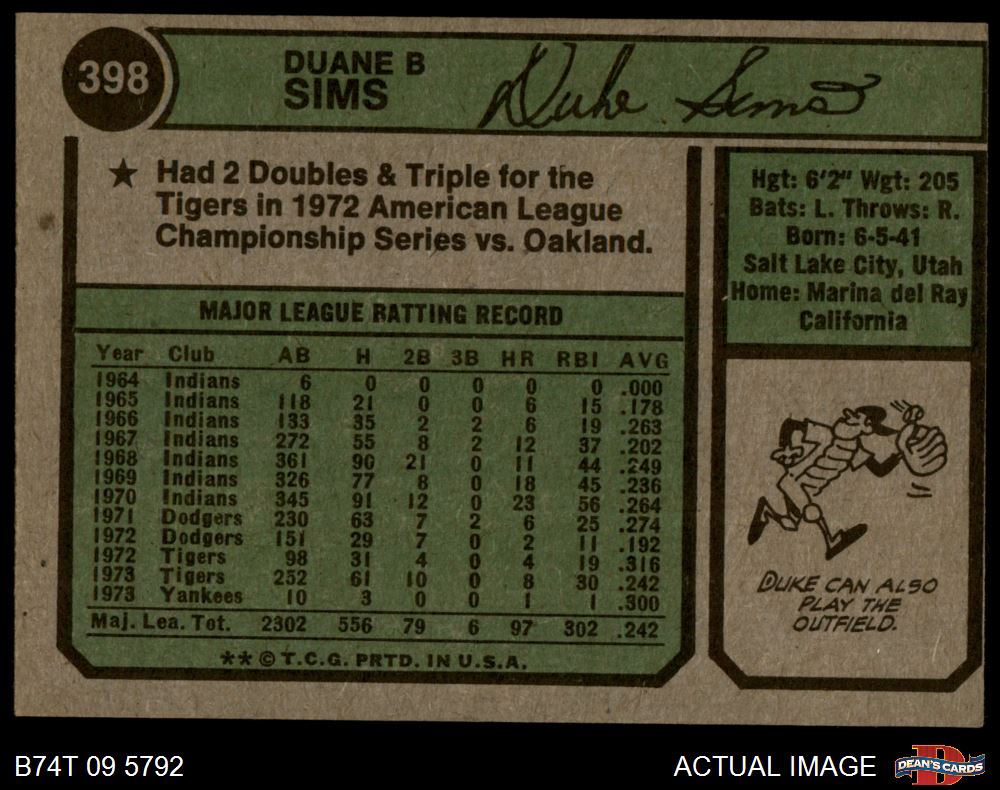 398
DUANE B
SIMS
Duke Sims
★ Had 2 Doubles & Triple for the
Tigers in 1972 American League
Championship Series vs. Oakland.
Hgt: 6'2" Wgt: 205
Bats: L. Throws: R.
Born: 6-5-41
Salt Lake City, Utah
Home: Marina del Ray
California
MAJOR LEAGUE BATTING RECORD
Year Club AB H 2B 3B HR RBI AVG
1964 Indians 6 0 0 0 0 0 .000
1965 Indians 118 21 0 0 6 15 .178
1966 Indians 133 35 2 2 6 19 .263
1967 Indians 272 55 8 2 12 37 .202
1968 Indians 361 90 21 0 11 44 .249
1969 Indians 326 77 8 0 18 45 .236
1970 Indians 345 91 12 0 23 56 .264
1971 Dodgers 230 63 7 2 6 25 .274
1972 Dodgers 151 29 7 0 2 11 .192
1972 Tigers 98 31 4 0 4 19 .316
1973 Tigers 252 61 10 0 8 30 .242
1973 Yankees 10 3 0 0 1 1 .300
Maj. Lea. Tot. 2302 556 79 6 97 302 .242
** © T.C.G. PRTD. IN U.S.A.
DUKE CAN ALSO
PLAY THE
OUTFIELD.
B74T 09 5792
ACTUAL IMAGE
D
DEAN'S CARDS